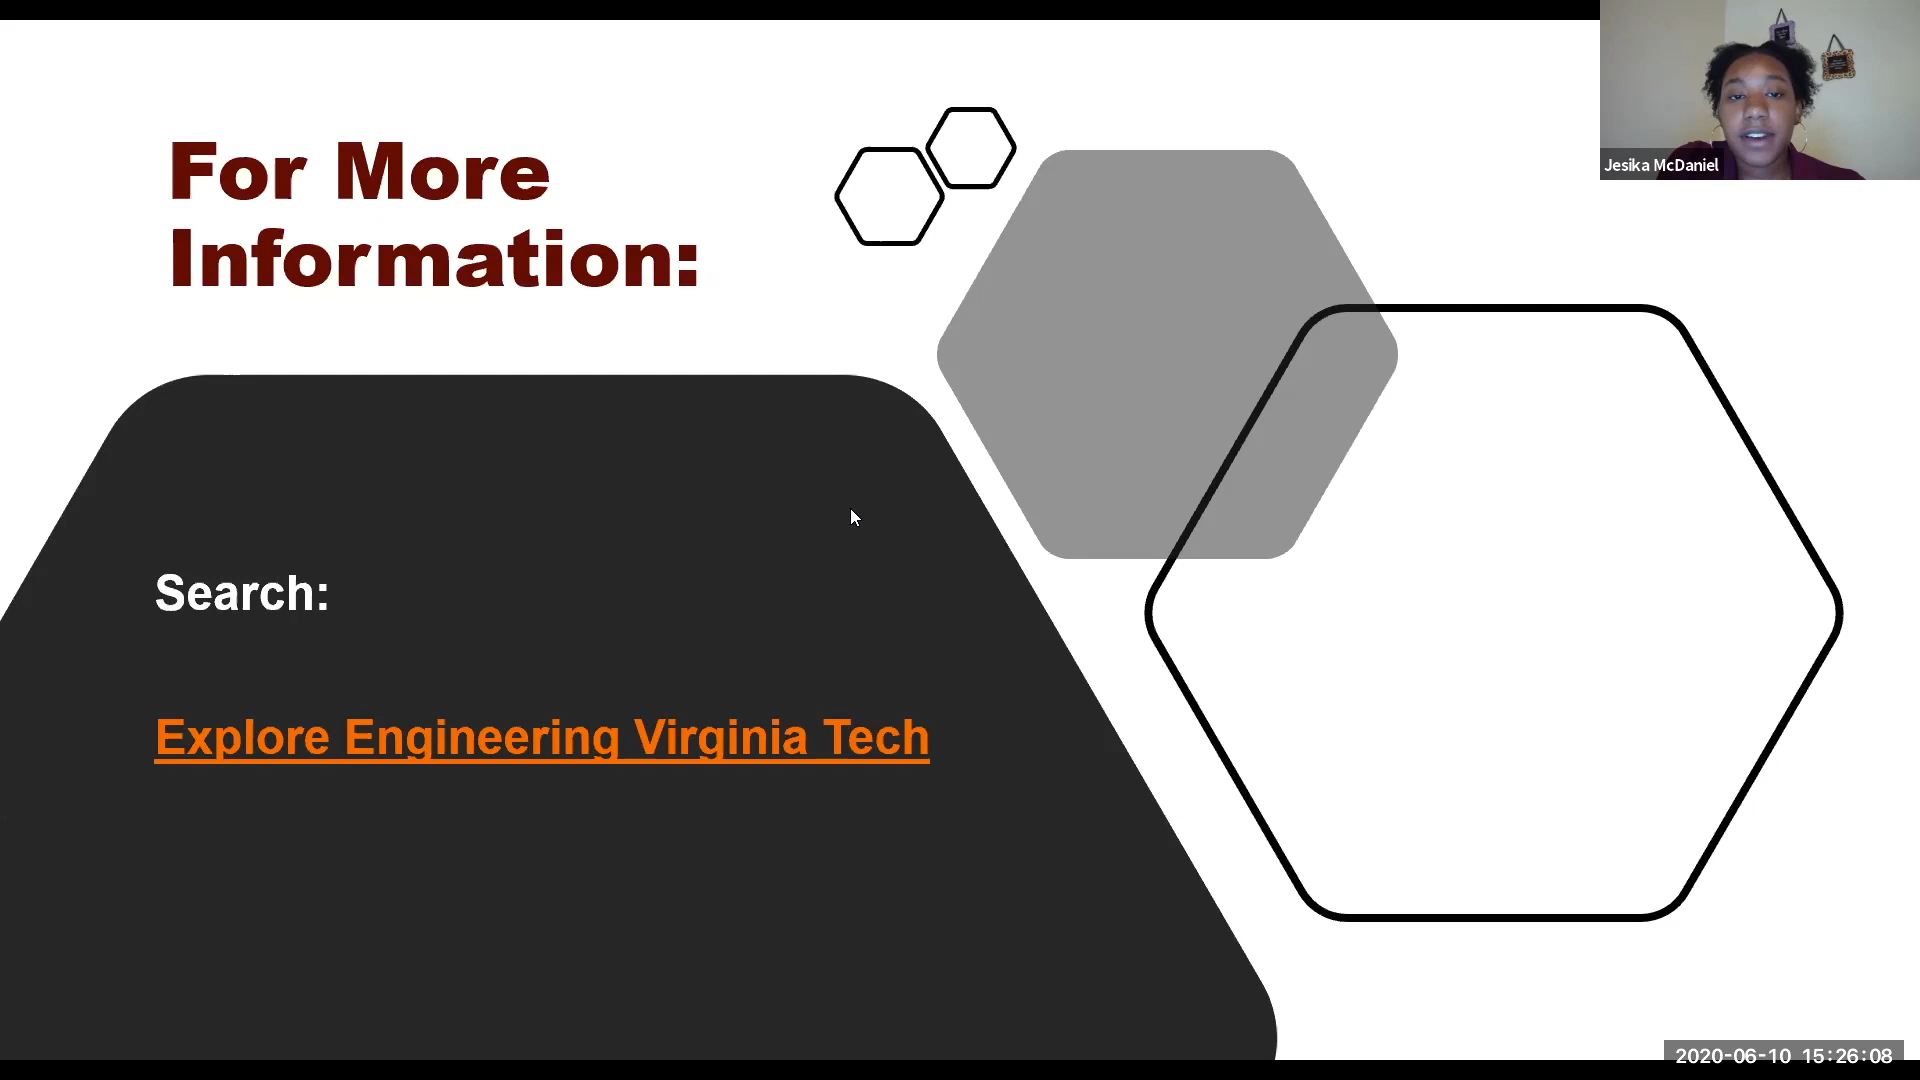 For More
Information:
Jesika McDaniel
Search:
Explore Engineering Virginia Tech
2020-06-10 15:26:08